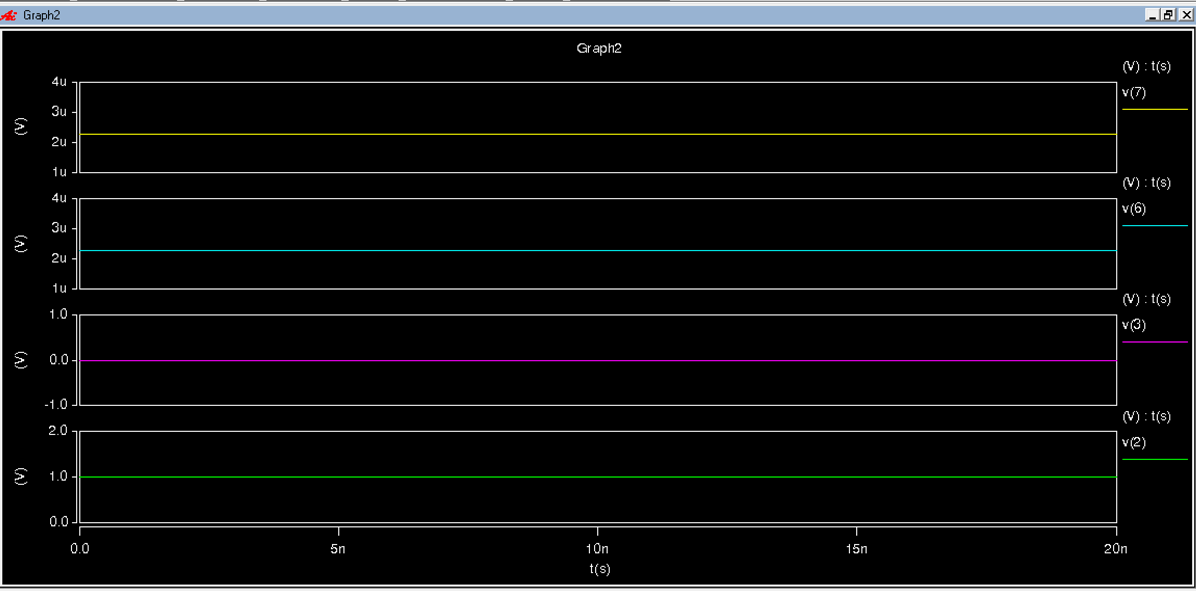 Graph2
Graph2
(V) : t(s)
v(7)
4u
3u
2u
1u
(V)
(V) : t(s)
v(6)
4u
3u
2u
1u
(V)
(V) : t(s)
v(3)
1.0
0.0
-1.0
(V)
(V) : t(s)
v(2)
2.0
1.0
0.0
(V)
0.0 5n 10n 15n 20n
t(s)